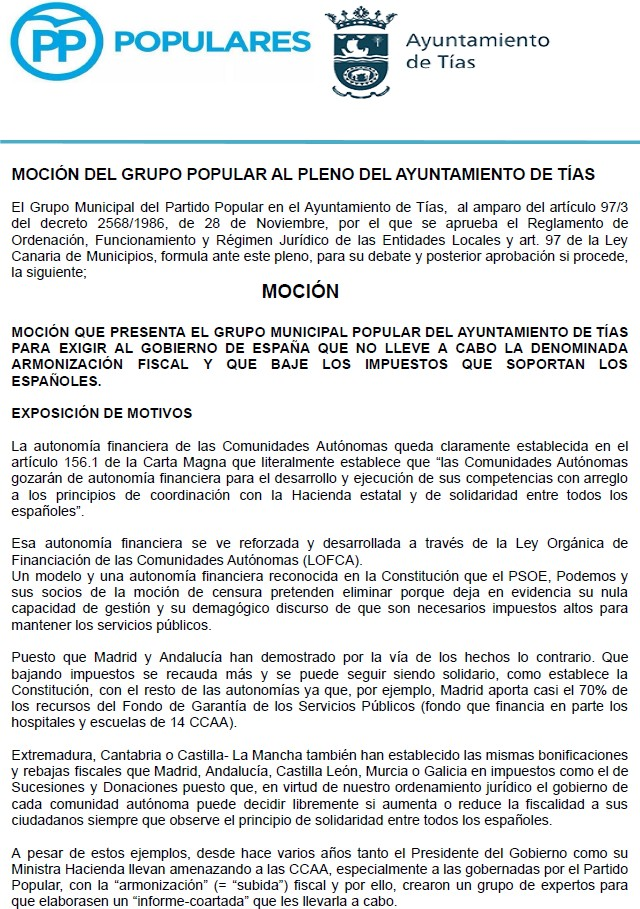 PP POPULARES
Ayuntamiento
de Tías
MOCIÓN DEL GRUPO POPULAR AL PLENO DEL AYUNTAMIENTO DE TÍAS
El Grupo Municipal del Partido Popular en el Ayuntamiento de Tías, al amparo del artículo 97/3
del decreto 2568/1986, de 28 de Noviembre, por el que se aprueba el Reglamento de
Ordenación, Funcionamiento y Régimen Jurídico de las Entidades Locales y art. 97 de la Ley
Canaria de Municipios, formula ante este pleno, para su debate y posterior aprobación si procede,
la siguiente;
MOCIÓN
MOCIÓN QUE PRESENTA EL GRUPO MUNICIPAL POPULAR DEL AYUNTAMIENTO DE TÍAS
PARA EXIGIR AL GOBIERNO DE ESPAÑA QUE NO LLEVE A CABO LA DENOMINADA
ARMONIZACIÓN FISCAL Y QUE BAJE LOS IMPUESTOS QUE SOPORTAN LOS
ESPAÑOLES.
EXPOSICIÓN DE MOTIVOS
La autonomía financiera de las Comunidades Autónomas queda claramente establecida en el
artículo 156.1 de la Carta Magna que literalmente establece que “las Comunidades Autónomas
gozarán de autonomía financiera para el desarrollo y ejecución de sus competencias con arreglo
a los principios de coordinación con la Hacienda estatal y de solidaridad entre todos los
españoles”.
Esa autonomía financiera se ve reforzada y desarrollada a través de la Ley Orgánica de
Financiación de las Comunidades Autónomas (LOFCA).
Un modelo y una autonomía financiera reconocida en la Constitución que el PSOE, Podemos y
sus socios de la moción de censura pretenden eliminar porque deja en evidencia su nula
capacidad de gestión y su demagógico discurso de que son necesarios impuestos altos para
mantener los servicios públicos.
Puesto que Madrid y Andalucía han demostrado por la vía de los hechos lo contrario. Que
bajando impuestos se recauda más y se puede seguir siendo solidario, como establece la
Constitución, con el resto de las autonomías ya que, por ejemplo, Madrid aporta casi el 70% de
los recursos del Fondo de Garantía de los Servicios Públicos (fondo que financia en parte los
hospitales y escuelas de 14 CCAA).
Extremadura, Cantabria o Castilla- La Mancha también han establecido las mismas bonificaciones
y rebajas fiscales que Madrid, Andalucía, Castilla León, Murcia o Galicia en impuestos como el de
Sucesiones y Donaciones puesto que, en virtud de nuestro ordenamiento jurídico el gobierno de
cada comunidad autónoma puede decidir libremente si aumenta o reduce la fiscalidad a sus
ciudadanos siempre que observe el principio de solidaridad entre todos los españoles.
A pesar de estos ejemplos, desde hace varios años tanto el Presidente del Gobierno como su
Ministra Hacienda llevan amenazando a las CCAA, especialmente a las gobernadas por el Partido
Popular, con la “armonización” (= “subida”) fiscal y por ello, crearon un grupo de expertos para
que elaborasen un “informe-coartada” que les llevarla a cabo.